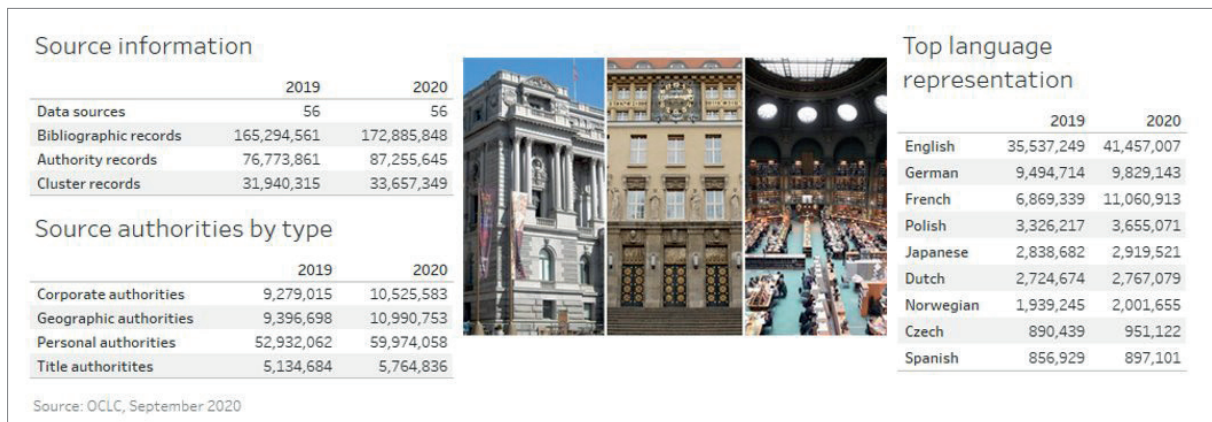 Source information
2019 2020
Data sources 56 56
Bibliographic records 165,294,561 172,885,848
Authority records 76,773,861 87,255,645
Cluster records 31,940,315 33,657,349
Source authorities by type
2019 2020
Corporate authorities 9,279,015 10,525,583
Geographic authorities 9,396,698 10,990,753
Personal authorities 52,932,062 59,974,058
Title authoritites 5,134,684 5,764,836
Source: OCLC, September 2020
Top language
representation
2019 2020
English 35,537,249 41,457,007
German 9,494,714 9,829,143
French 6,869,339 11,060,913
Polish 3,326,217 3,655,071
Japanese 2,838,682 2,919,521
Dutch 2,724,674 2,767,079
Norwegian 1,939,245 2,001,655
Czech 890,439 951,122
Spanish 856,929 897,101